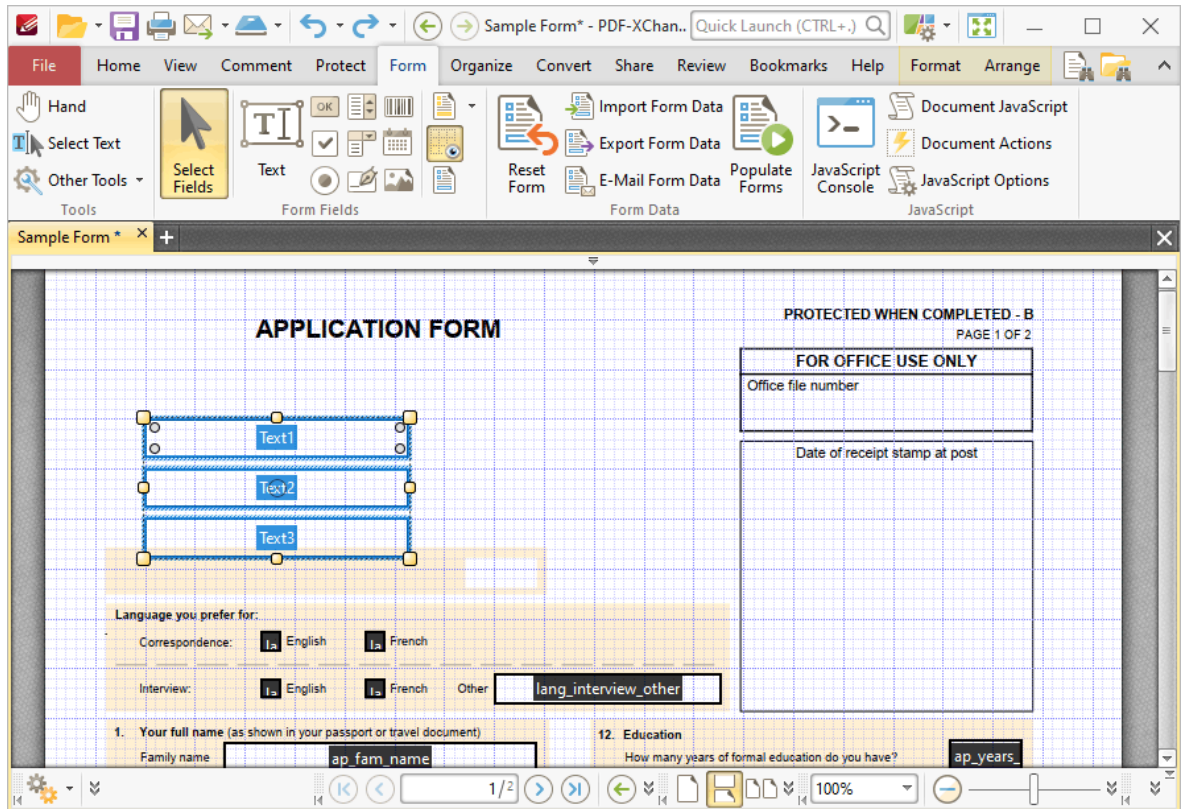 Sample Form* - PDF-XChan.. Quick Launch (CTRL+.)
File Home View Comment Protect Form Organize Convert Share Review Bookmarks Help Format Arrange
Hand
Select Text
Other Tools
Tools
Select Fields
Text
OK
Form Fields
Reset Form
Import Form Data
Export Form Data
E-Mail Form Data
Populate Forms
Form Data
JavaScript Console
Document JavaScript
Document Actions
JavaScript Options
JavaScript
Sample Form *
APPLICATION FORM
PROTECTED WHEN COMPLETED - B
PAGE 1 OF 2
FOR OFFICE USE ONLY
Office file number
Date of receipt stamp at post
Text1
Text2
Text3
Language you prefer for:
Correspondence: la English la French
Interview: la English la French Other lang_interview_other
1. Your full name (as shown in your passport or travel document)
Family name ap_fam_name
12. Education
How many years of formal education do you have? ap_years_
1/2
100%